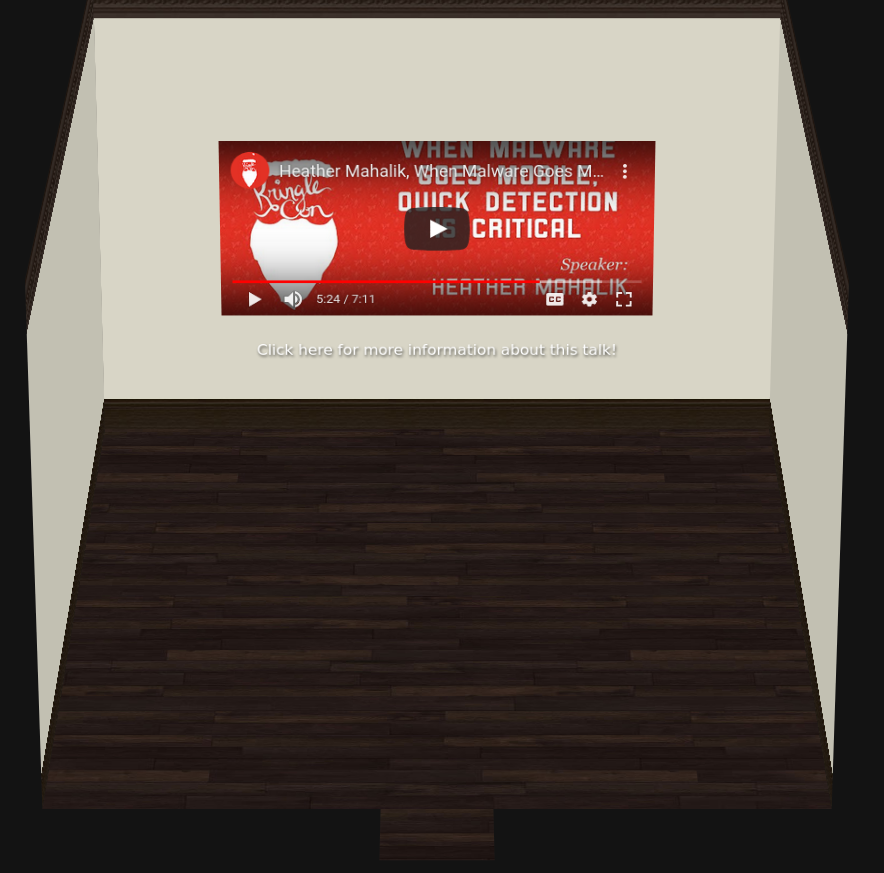 WHEN MALWARE
Heather Mahalik, When Malware Goes M...
GOES MOBILE,
Kringle
Con
QUICK DETECTION
IS CRITICAL
Speaker:
HEATHER MAHALIK
5:24 / 7:11
CC
Click here for more information about this talk!